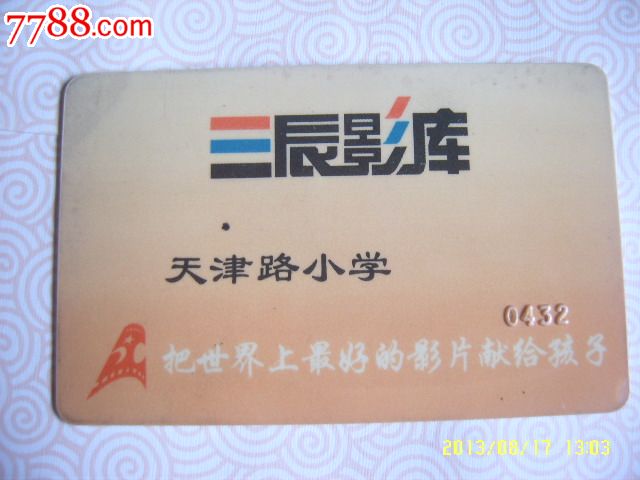 7788.com
三辰影库
天津路小学
0432
把世界上最好的影片献给孩子
2013/08/17 13:03